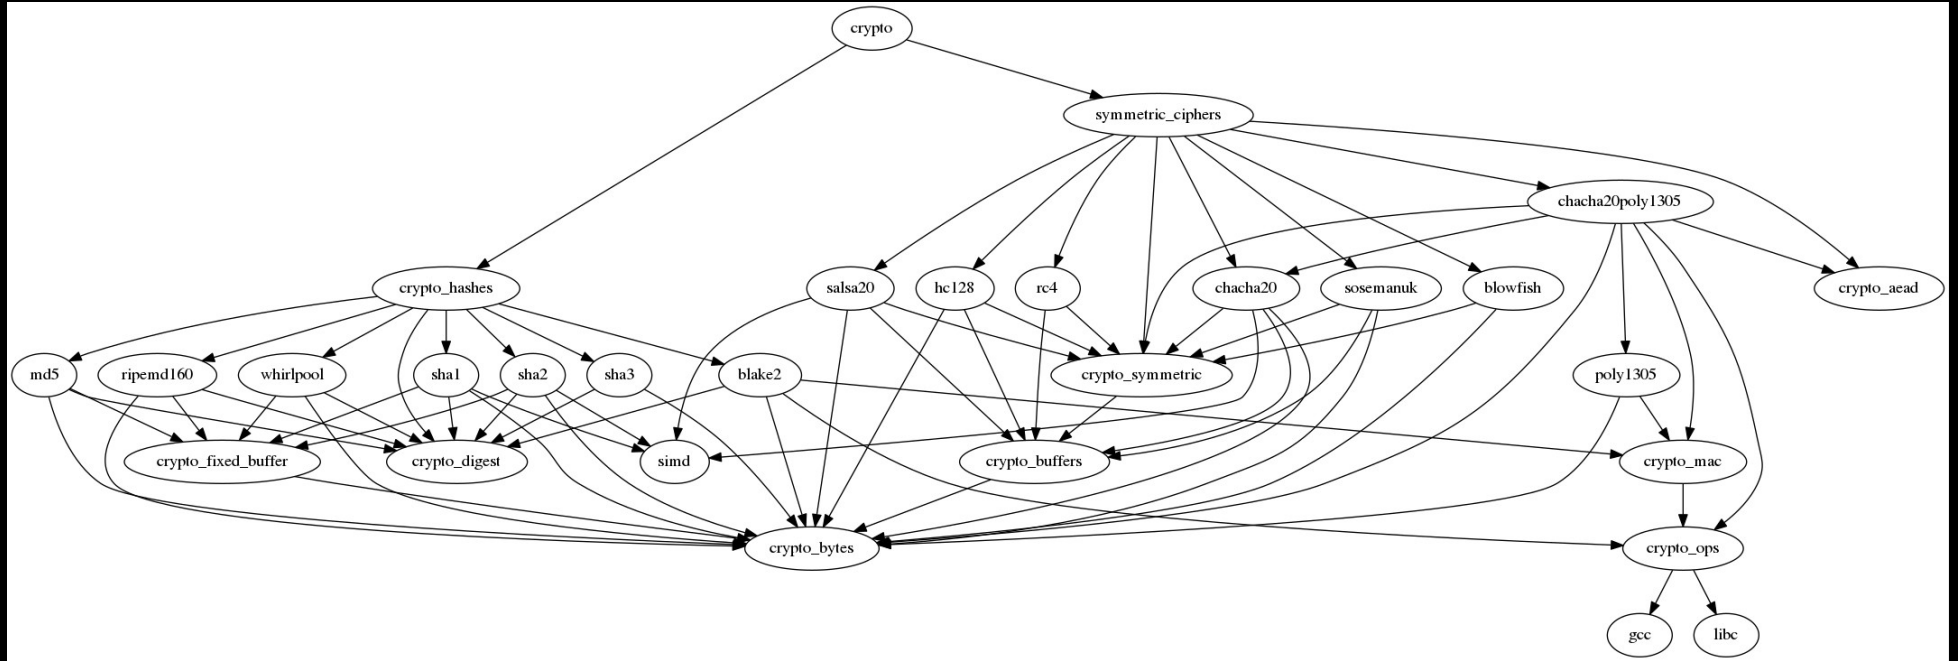 crypto
symmetric_ciphers
chacha20poly1305
crypto_hashes
salsa20
hc128
rc4
chacha20
sosemanuk
blowfish
crypto_aead
md5
ripemd160
whirlpool
sha1
sha2
sha3
blake2
crypto_symmetric
poly1305
crypto_fixed_buffer
crypto_digest
simd
crypto_buffers
crypto_mac
crypto_bytes
crypto_ops
gcc
libc